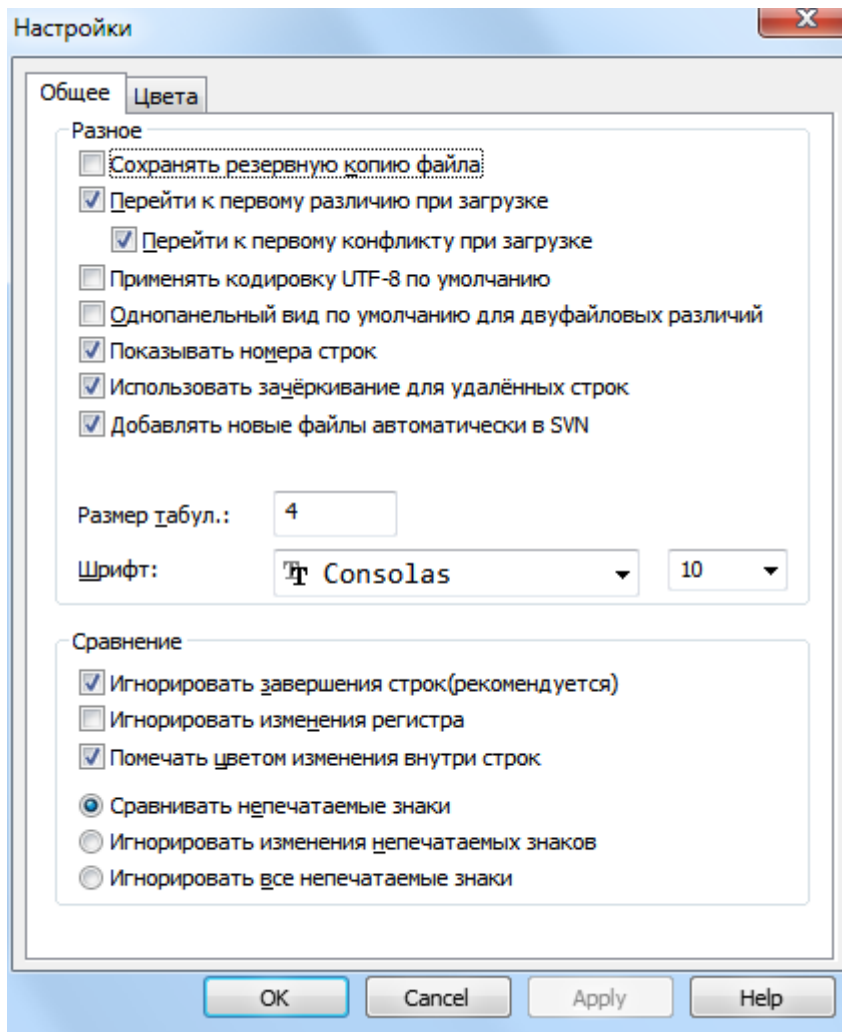 Настройки
Общее
Цвета
Разное
Сохранять резервную копию файла
Перейти к первому различию при загрузке
Перейти к первому конфликту при загрузке
Применять кодировку UTF-8 по умолчанию
Однопанельный вид по умолчанию для двуфайловых различий
Показывать номера строк
Использовать зачёркивание для удалённых строк
Добавлять новые файлы автоматически в SVN
Размер табул.: 4
Шрифт: Consolas 10
Сравнение
Игнорировать завершения строк(рекомендуется)
Игнорировать изменения регистра
Помечать цветом изменения внутри строк
Сравнивать непечатаемые знаки
Игнорировать изменения непечатаемых знаков
Игнорировать все непечатаемые знаки
OK Cancel Apply Help